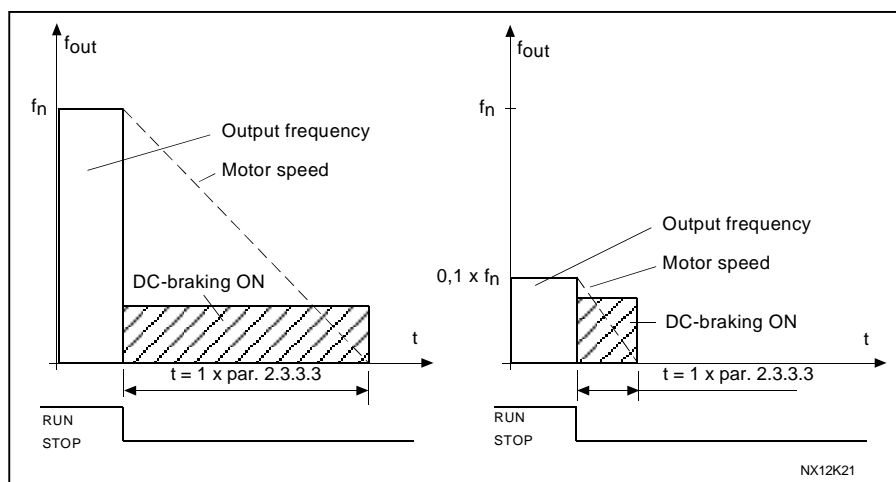 fout
fn
Output frequency
Motor speed
DC-braking ON
t
t = 1 x par. 2.3.3.3
RUN
STOP
fout
fn
Output frequency
Motor speed
0,1 x fn
DC-braking ON
t
t = 1 x par. 2.3.3.3
RUN
STOP
NX12K21